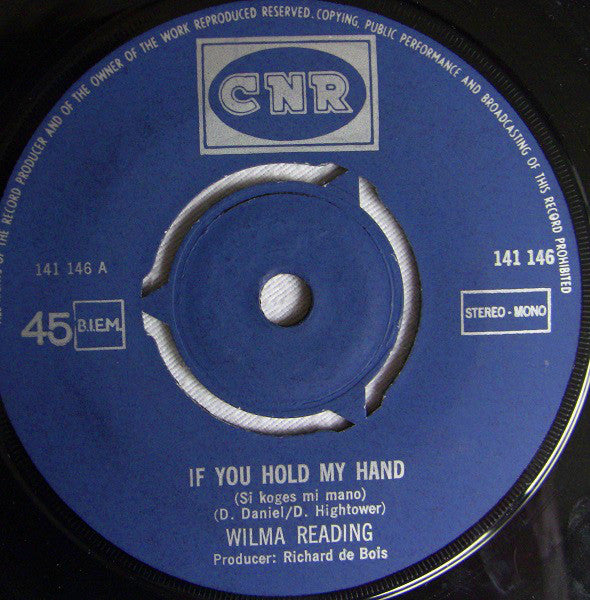 OF THE RECORD PRODUCER AND OF THE OWNER OF THE WORK REPRODUCED RESERVED. COPYING, PUBLIC PERFORMANCE AND BROADCASTING OF THIS RECORD PROHIBITED
CNR
141 146 A
141 146
45 B.I.E.M.
STEREO - MONO
IF YOU HOLD MY HAND
(Si koges mi mano)
(D. Daniel/D. Hightower)
WILMA READING
Producer: Richard de Bois